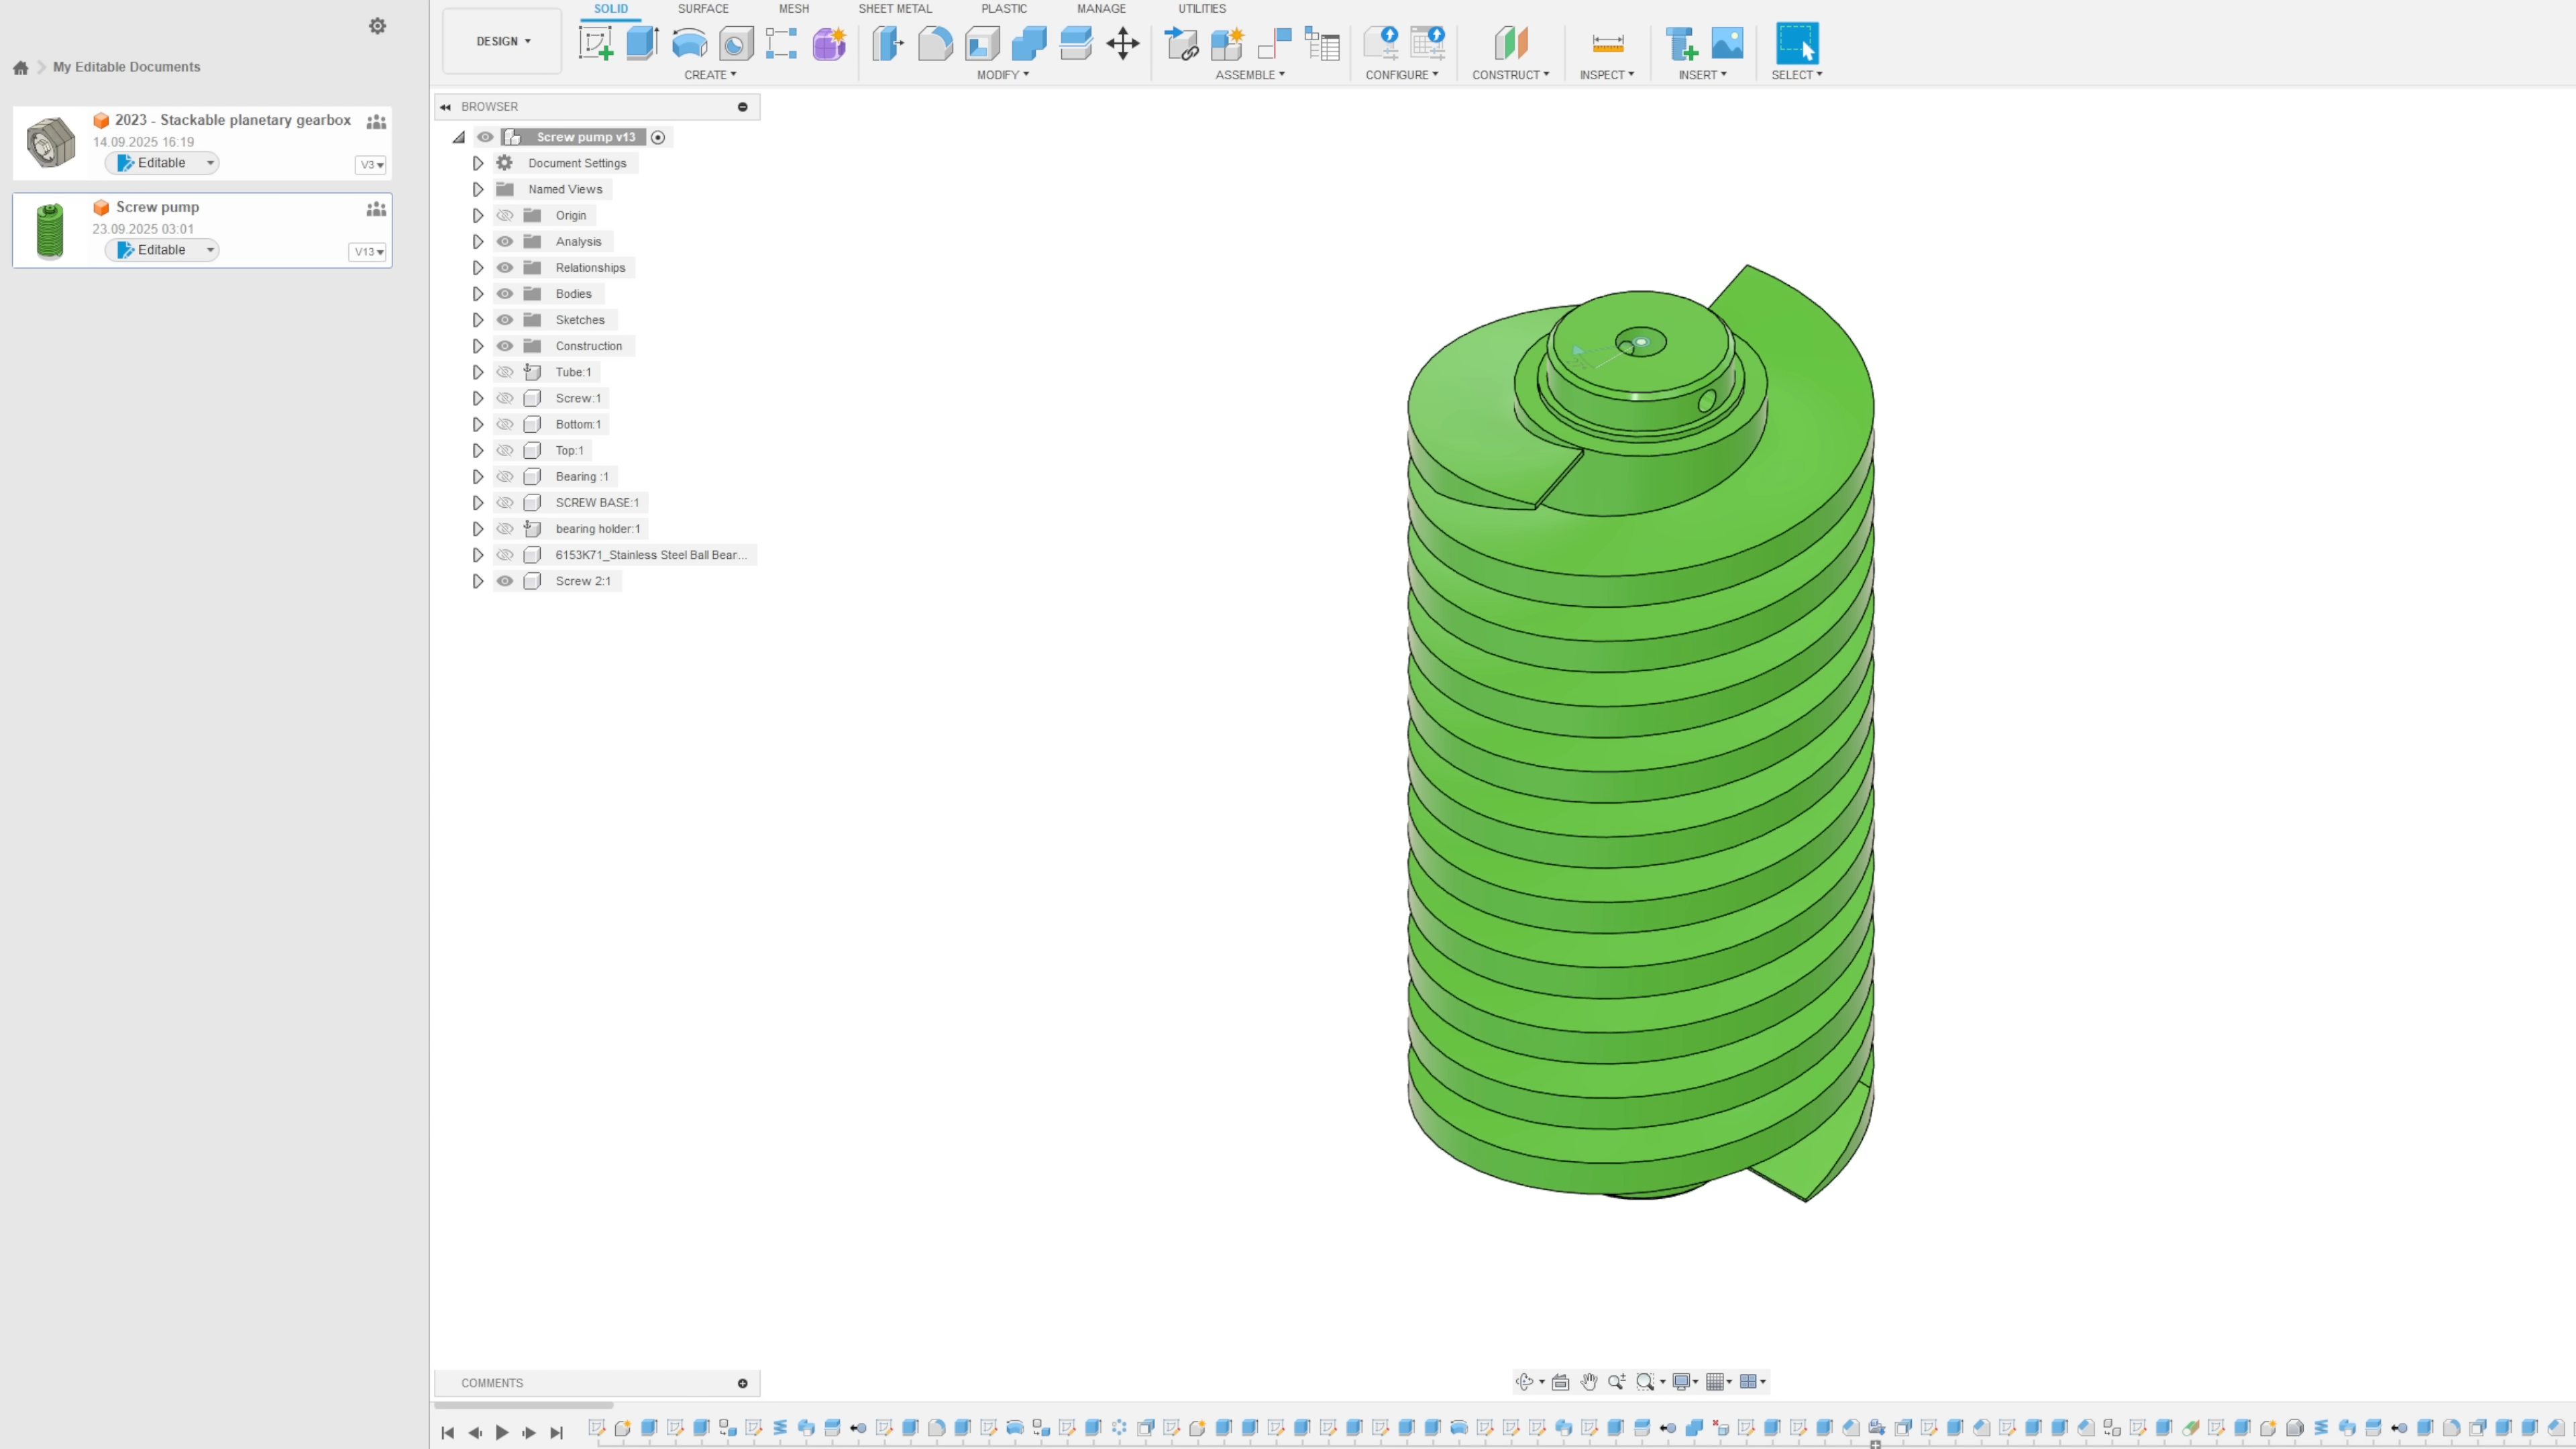 My Editable Documents
2023 - Stackable planetary gearbox
14.09.2025 16:19
Editable
V3
Screw pump
23.09.2025 03:01
Editable
V13
DESIGN
SOLID SURFACE MESH SHEET METAL PLASTIC MANAGE UTILITIES
CREATE MODIFY ASSEMBLE CONFIGURE CONSTRUCT INSPECT INSERT SELECT
BROWSER
Screw pump v13
Document Settings
Named Views
Origin
Analysis
Relationships
Bodies
Sketches
Construction
Tube:1
Screw:1
Bottom:1
Top:1
Bearing :1
SCREW BASE:1
bearing holder:1
6153K71_Stainless Steel Ball Bear...
Screw 2:1
COMMENTS